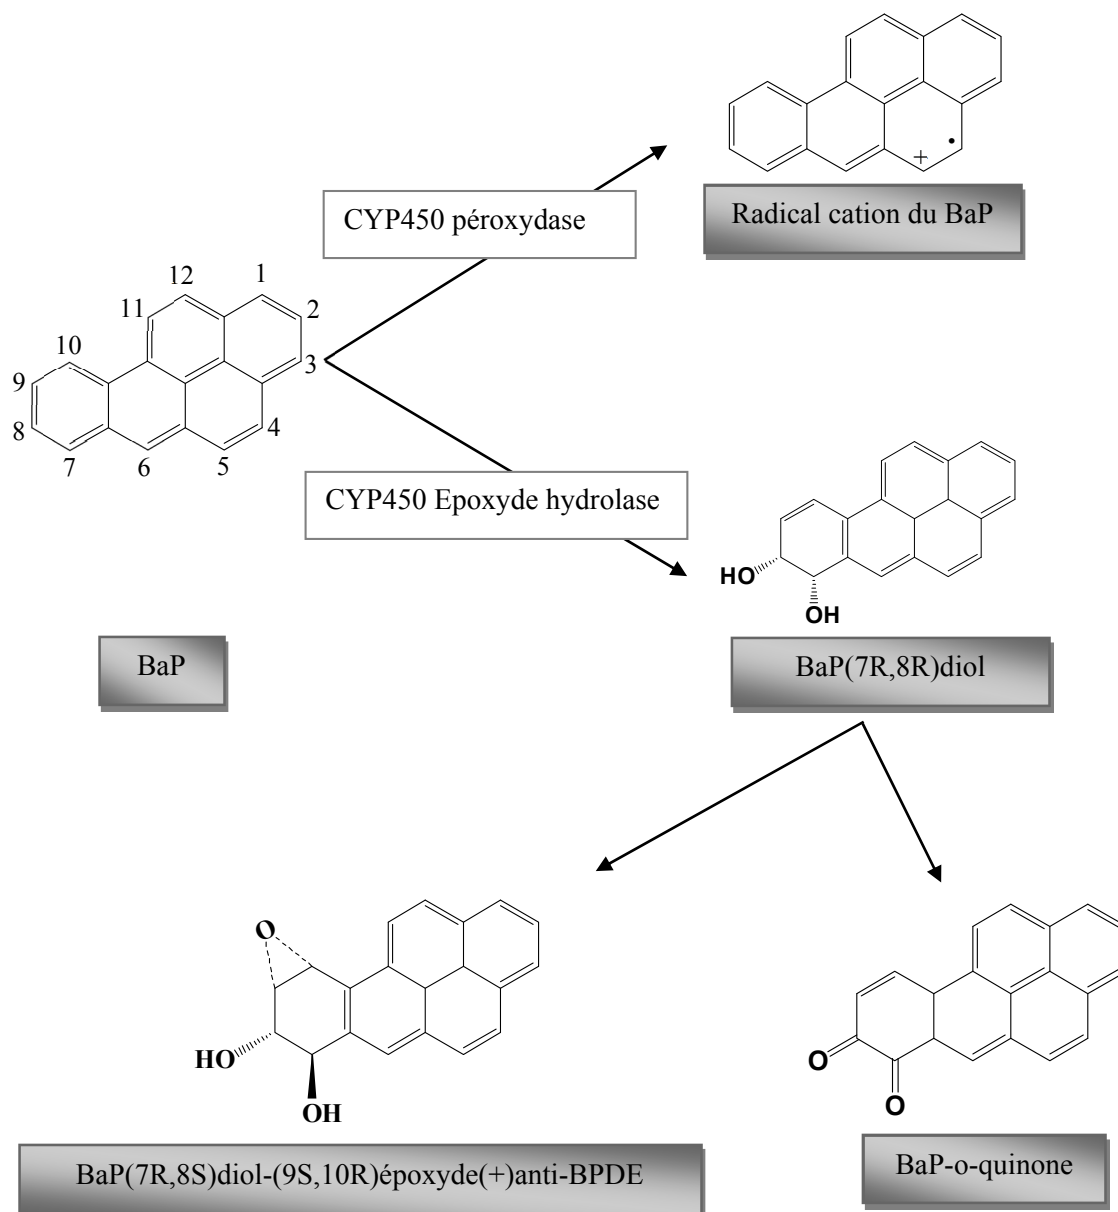 +
•
Radical cation du BaP
CYP450 péroxydase
1
2
3
4
5
6
7
8
9
10
11
12
CYP450 Epoxyde hydrolase
HO
OH
BaP
BaP(7R,8R)diol
O
HO
OH
O
O
BaP(7R,8S)diol-(9S,10R)époxyde(+)anti-BPDE
BaP-o-quinone